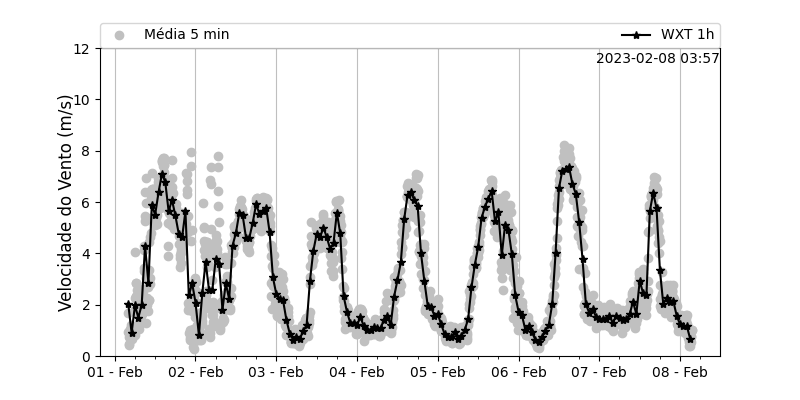 Média 5 min
WXT 1h
12
2023-02-08 03:57
10
8
6
4
2
0
Velocidade do Vento (m/s)
01 - Feb
02 - Feb
03 - Feb
04 - Feb
05 - Feb
06 - Feb
07 - Feb
08 - Feb